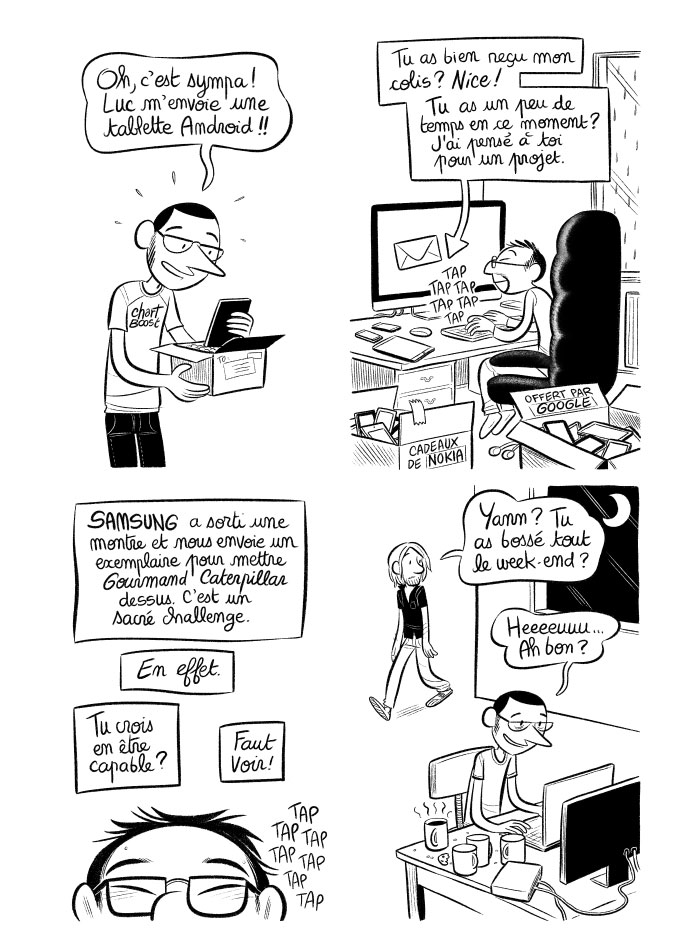 Oh, c'est sympa !
Luc m'envoie une
tablette Android !!
Chart
Boost
TO:
Tu as bien reçu mon
colis ? Nice !
Tu as un peu de
temps en ce moment ?
J'ai pensé à toi
pour un projet.
TAP
TAP TAP
TAP TAP
TAP
OFFERT PAR
GOOGLE
CADEAUX
DE NOKIA
SAMSUNG a sorti une
montre et nous envoie un
exemplaire pour mettre
Gourmand Caterpillar
dessus. C'est un
sacré challenge.
En effet.
Tu crois
en être
capable ?
Faut
voir !
TAP
TAP TAP
TAP TAP
TAP
TAP
Yann ? Tu
as bossé tout
le week-end ?
Heeeeuuu...
Ah bon ?